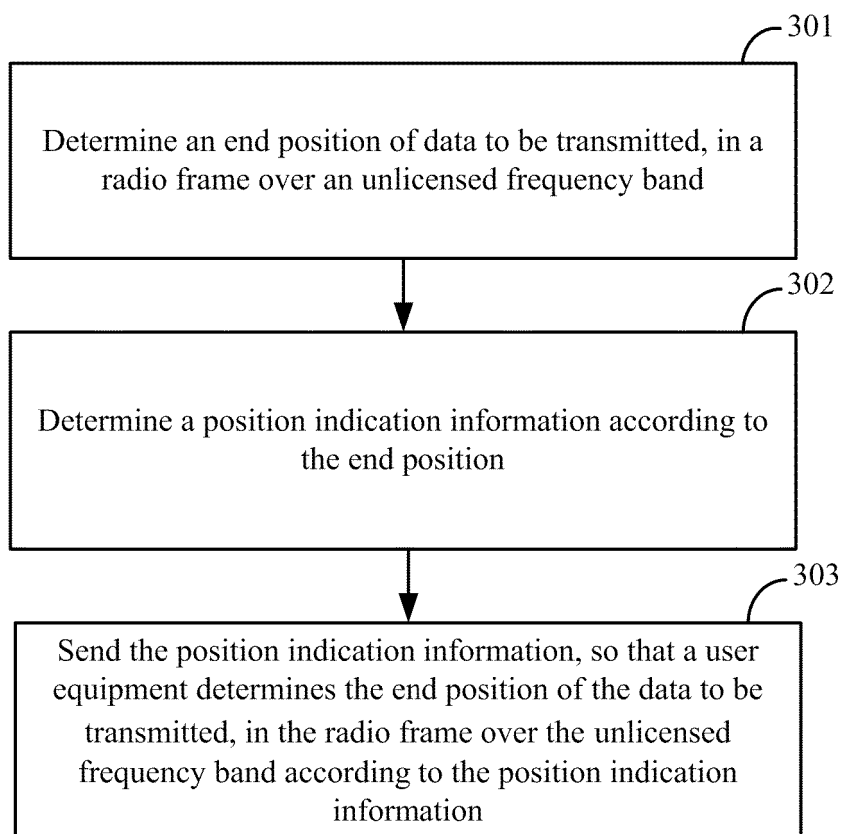 301
Determine an end position of data to be transmitted, in a
radio frame over an unlicensed frequency band
302
Determine a position indication information according to
the end position
303
Send the position indication information, so that a user
equipment determines the end position of the data to be
transmitted, in the radio frame over the unlicensed
frequency band according to the position indication
information